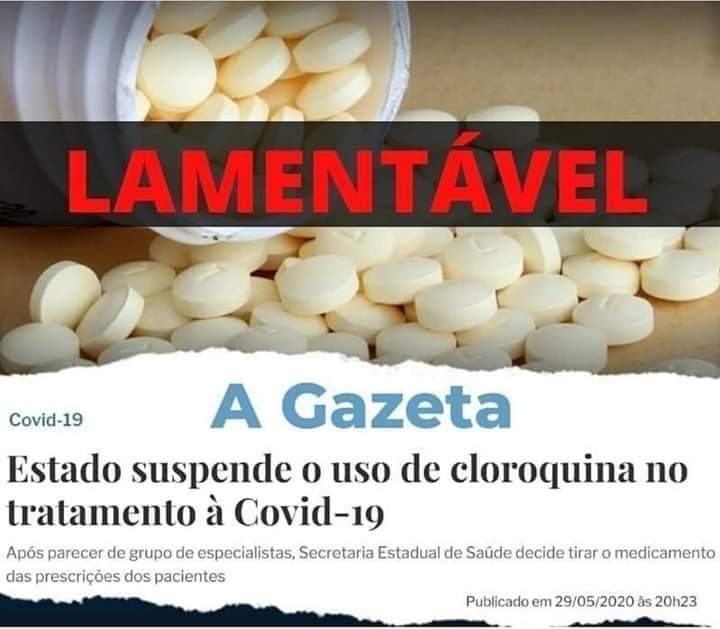 LAMENTÁVEL
A Gazeta
Covid-19
Estado suspende o uso de cloroquina no
tratamento à Covid-19
Após parecer de grupo de especialistas, Secretaria Estadual de Saúde decide tirar o medicamento
das prescrições dos pacientes
Publicado em 29/05/2020 às 20h23